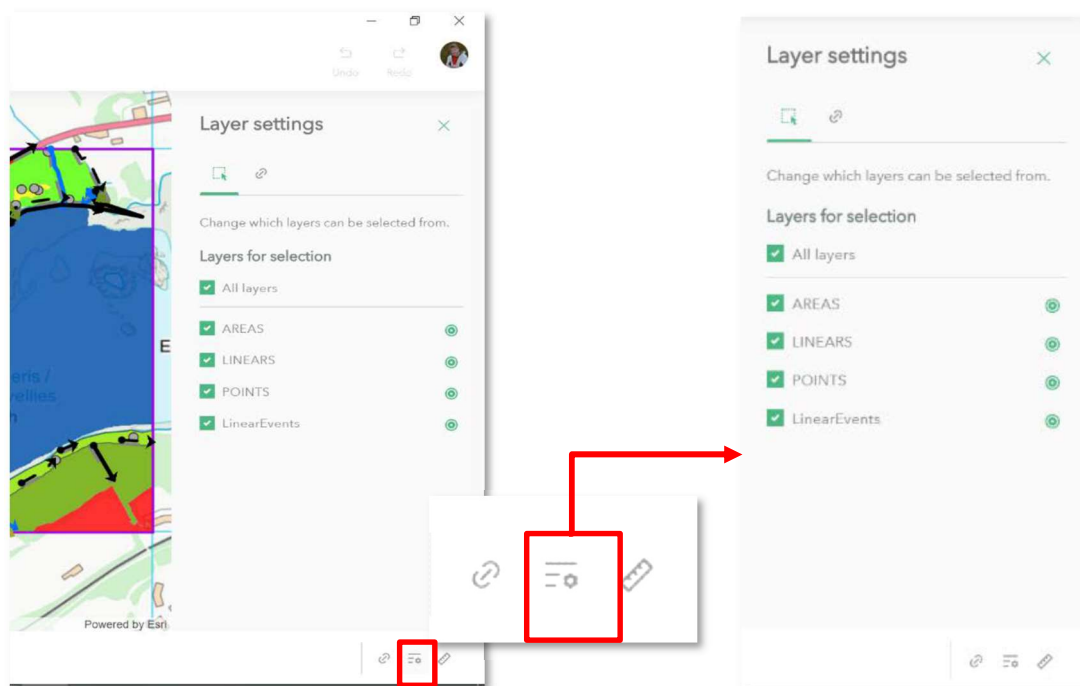 Undo Redo
Layer settings
Change which layers can be selected from.
Layers for selection
All layers
AREAS
LINEARS
POINTS
LinearEvents
E
Powered by Esri
Layer settings
Change which layers can be selected from.
Layers for selection
All layers
AREAS
LINEARS
POINTS
LinearEvents